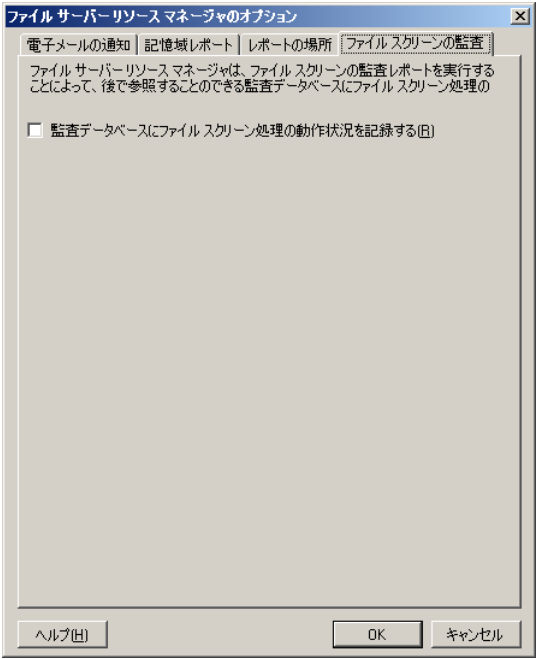 ファイル サーバー リソース マネージャのオプション
電子メールの通知 記憶域レポート レポートの場所 ファイル スクリーンの監査
ファイル サーバー リソース マネージャは、ファイル スクリーンの監査レポートを実行する
ことによって、後で参照することのできる監査データベースにファイル スクリーン処理の
監査データベースにファイル スクリーン処理の動作状況を記録する(R)
ヘルプ(H) OK キャンセル